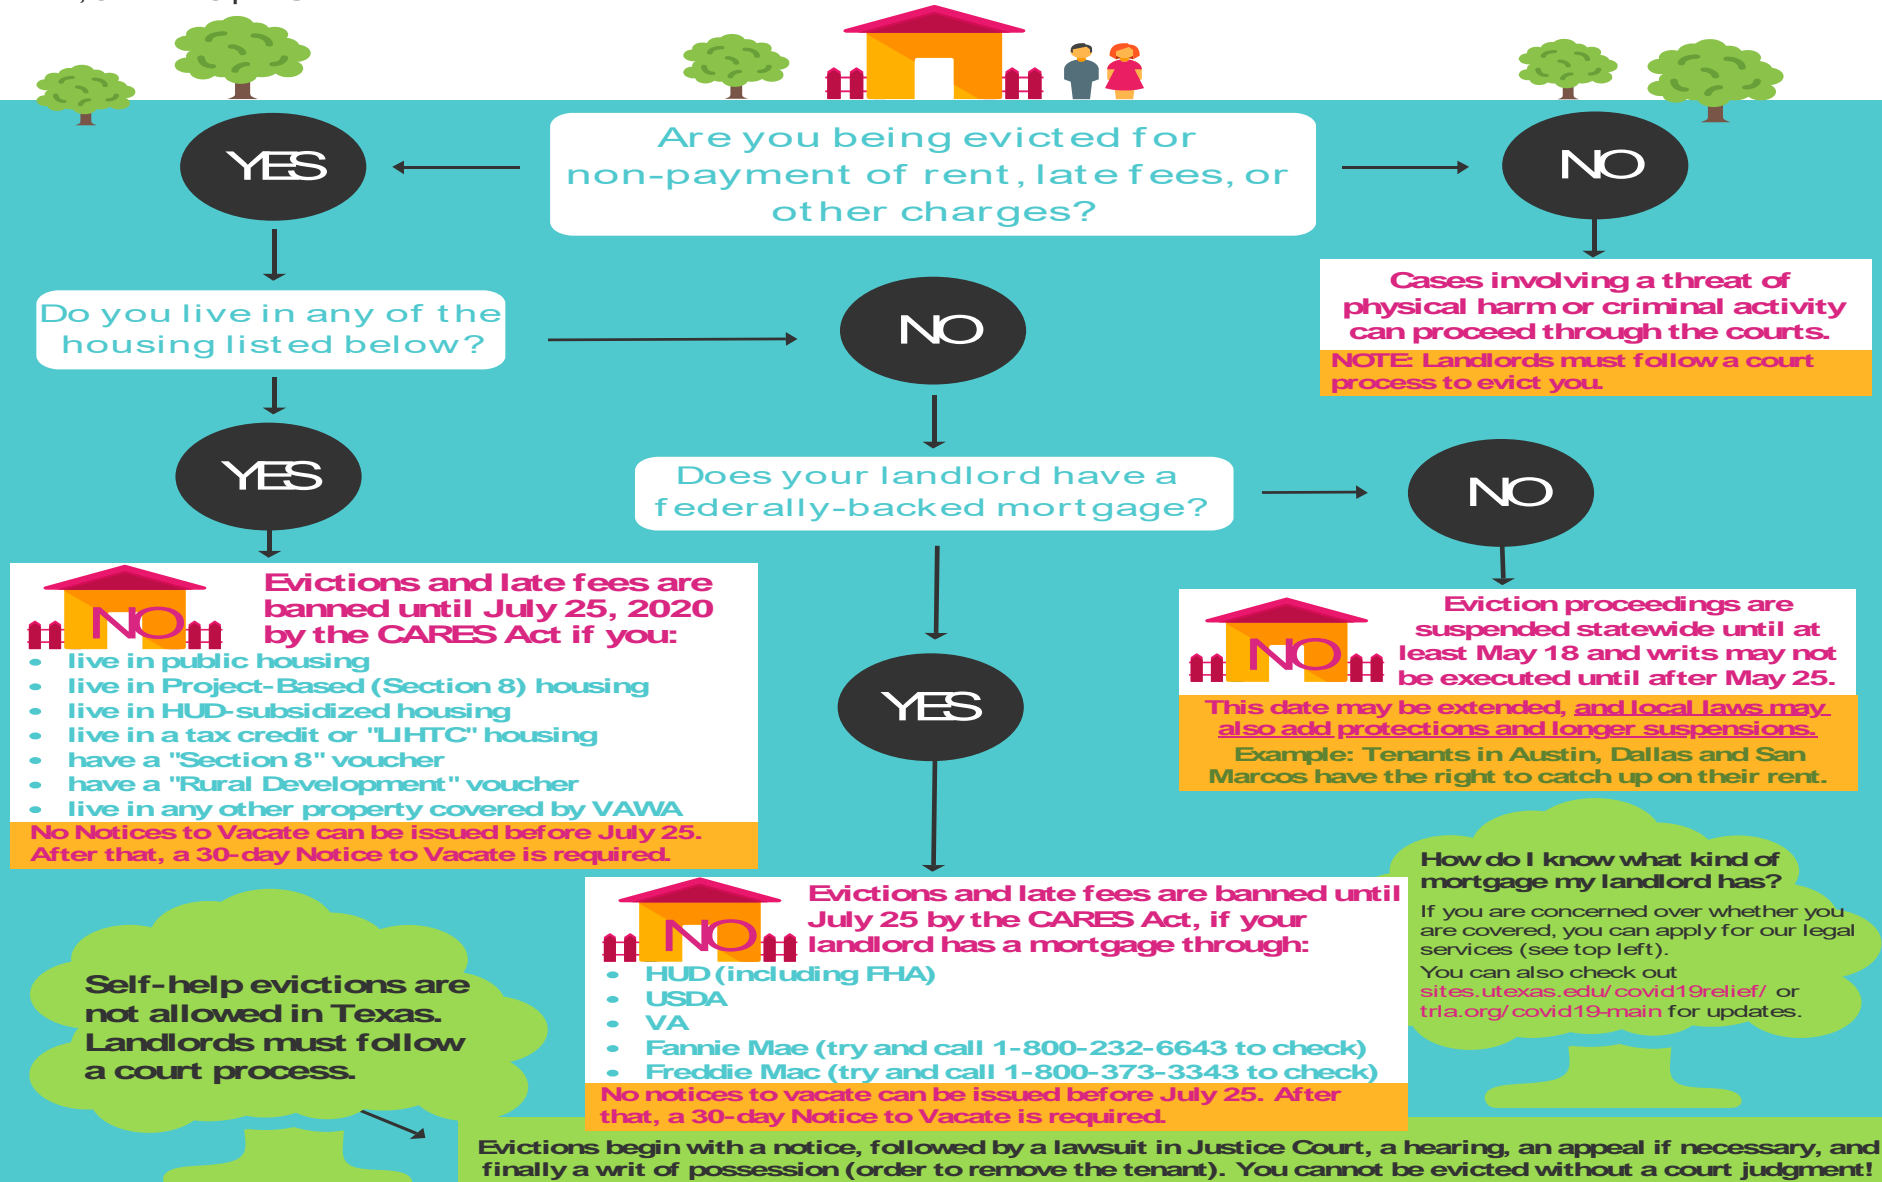 Are you being evicted for
non-payment of rent, late fees, or
other charges?
YES
NO
Cases involving a threat of
physical harm or criminal activity
can proceed through the courts.
NOTE: Landlords must follow a court
process to evict you.
Do you live in any of the
housing listed below?
NO
YES
Does your landlord have a
federally-backed mortgage?
NO
YES
NO
Evictions and late fees are
banned until July 25, 2020
by the CARES Act if you:
• live in public housing
• live in Project-Based (Section 8) housing
• live in HUD-subsidized housing
• live in a tax credit or "LIHTC" housing
• have a "Section 8" voucher
• have a "Rural Development" voucher
• live in any other property covered by VAWA
No Notices to Vacate can be issued before July 25.
After that, a 30-day Notice to Vacate is required.
NO
Eviction proceedings are
suspended statewide until at
least May 18 and writs may not
be executed until after May 25.
This date may be extended, and local laws may
also add protections and longer suspensions.
Example: Tenants in Austin, Dallas and San
Marcos have the right to catch up on their rent.
NO
Evictions and late fees are banned until
July 25 by the CARES Act, if your
landlord has a mortgage through:
• HUD (including FHA)
• USDA
• VA
• Fannie Mae (try and call 1-800-232-6643 to check)
• Freddie Mac (try and call 1-800-373-3343 to check)
No notices to vacate can be issued before July 25. After
that, a 30-day Notice to Vacate is required.
How do I know what kind of
mortgage my landlord has?
If you are concerned over whether you
are covered, you can apply for our legal
services (see top left).
You can also check out
sites.utexas.edu/covid19relief/ or
trla.org/covid19-main for updates.
Self-help evictions are
not allowed in Texas.
Landlords must follow
a court process.
Evictions begin with a notice, followed by a lawsuit in Justice Court, a hearing, an appeal if necessary, and
finally a writ of possession (order to remove the tenant). You cannot be evicted without a court judgment!